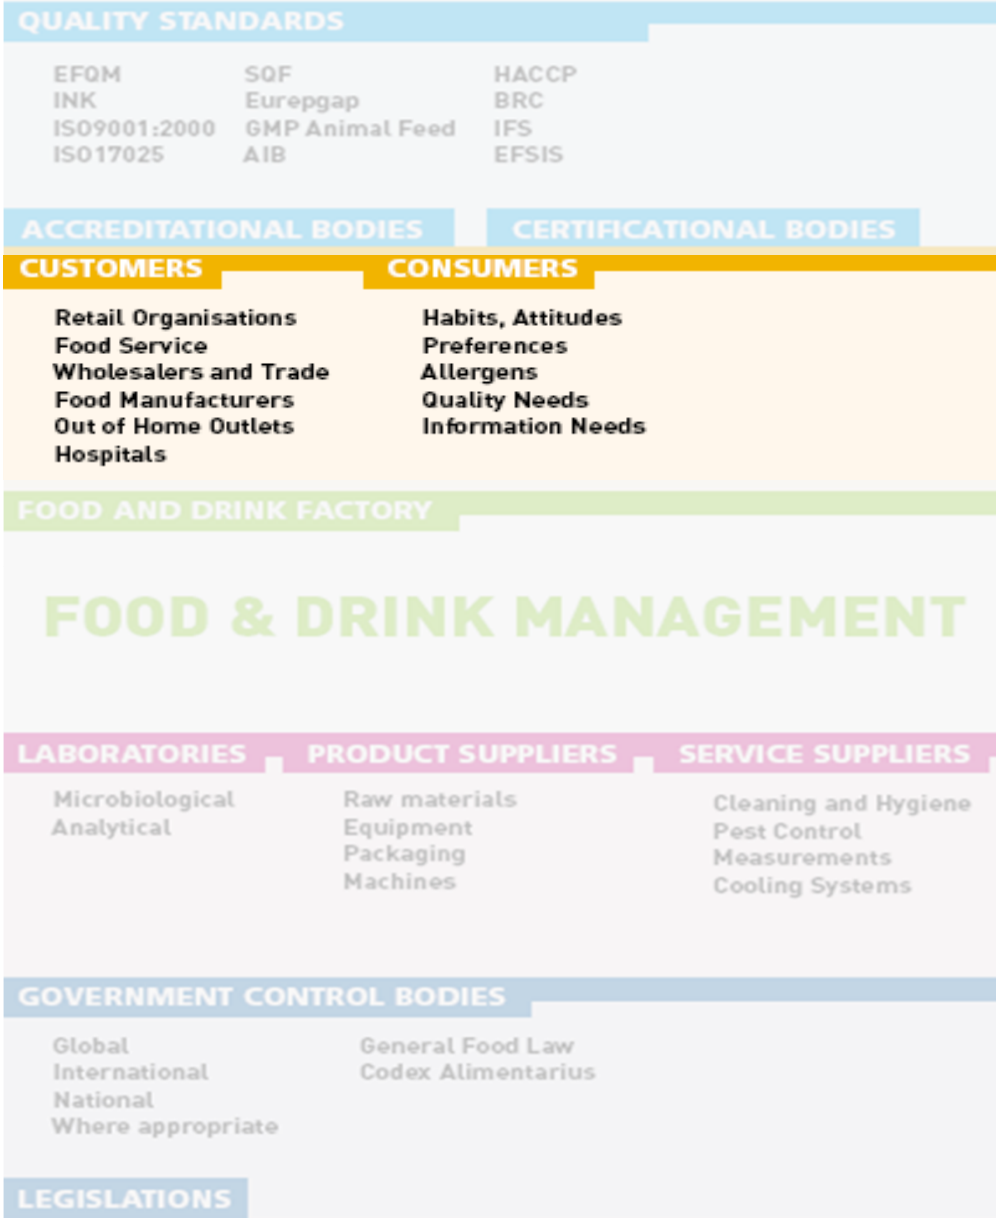 QUALITY STANDARDS
EFQM SQF HACCP
INK Eurepgap BRC
ISO9001:2000 GMP Animal Feed IFS
ISO17025 AIB EFSIS
ACCREDITATIONAL BODIES CERTIFICATIONAL BODIES
CUSTOMERS CONSUMERS
Retail Organisations Habits, Attitudes
Food Service Preferences
Wholesalers and Trade Allergens
Food Manufacturers Quality Needs
Out of Home Outlets Information Needs
Hospitals
FOOD AND DRINK FACTORY
FOOD & DRINK MANAGEMENT
LABORATORIES PRODUCT SUPPLIERS SERVICE SUPPLIERS
Microbiological Raw materials Cleaning and Hygiene
Analytical Equipment Pest Control
Packaging Measurements
Machines Cooling Systems
GOVERNMENT CONTROL BODIES
Global General Food Law
International Codex Alimentarius
National
Where appropriate
LEGISLATIONS